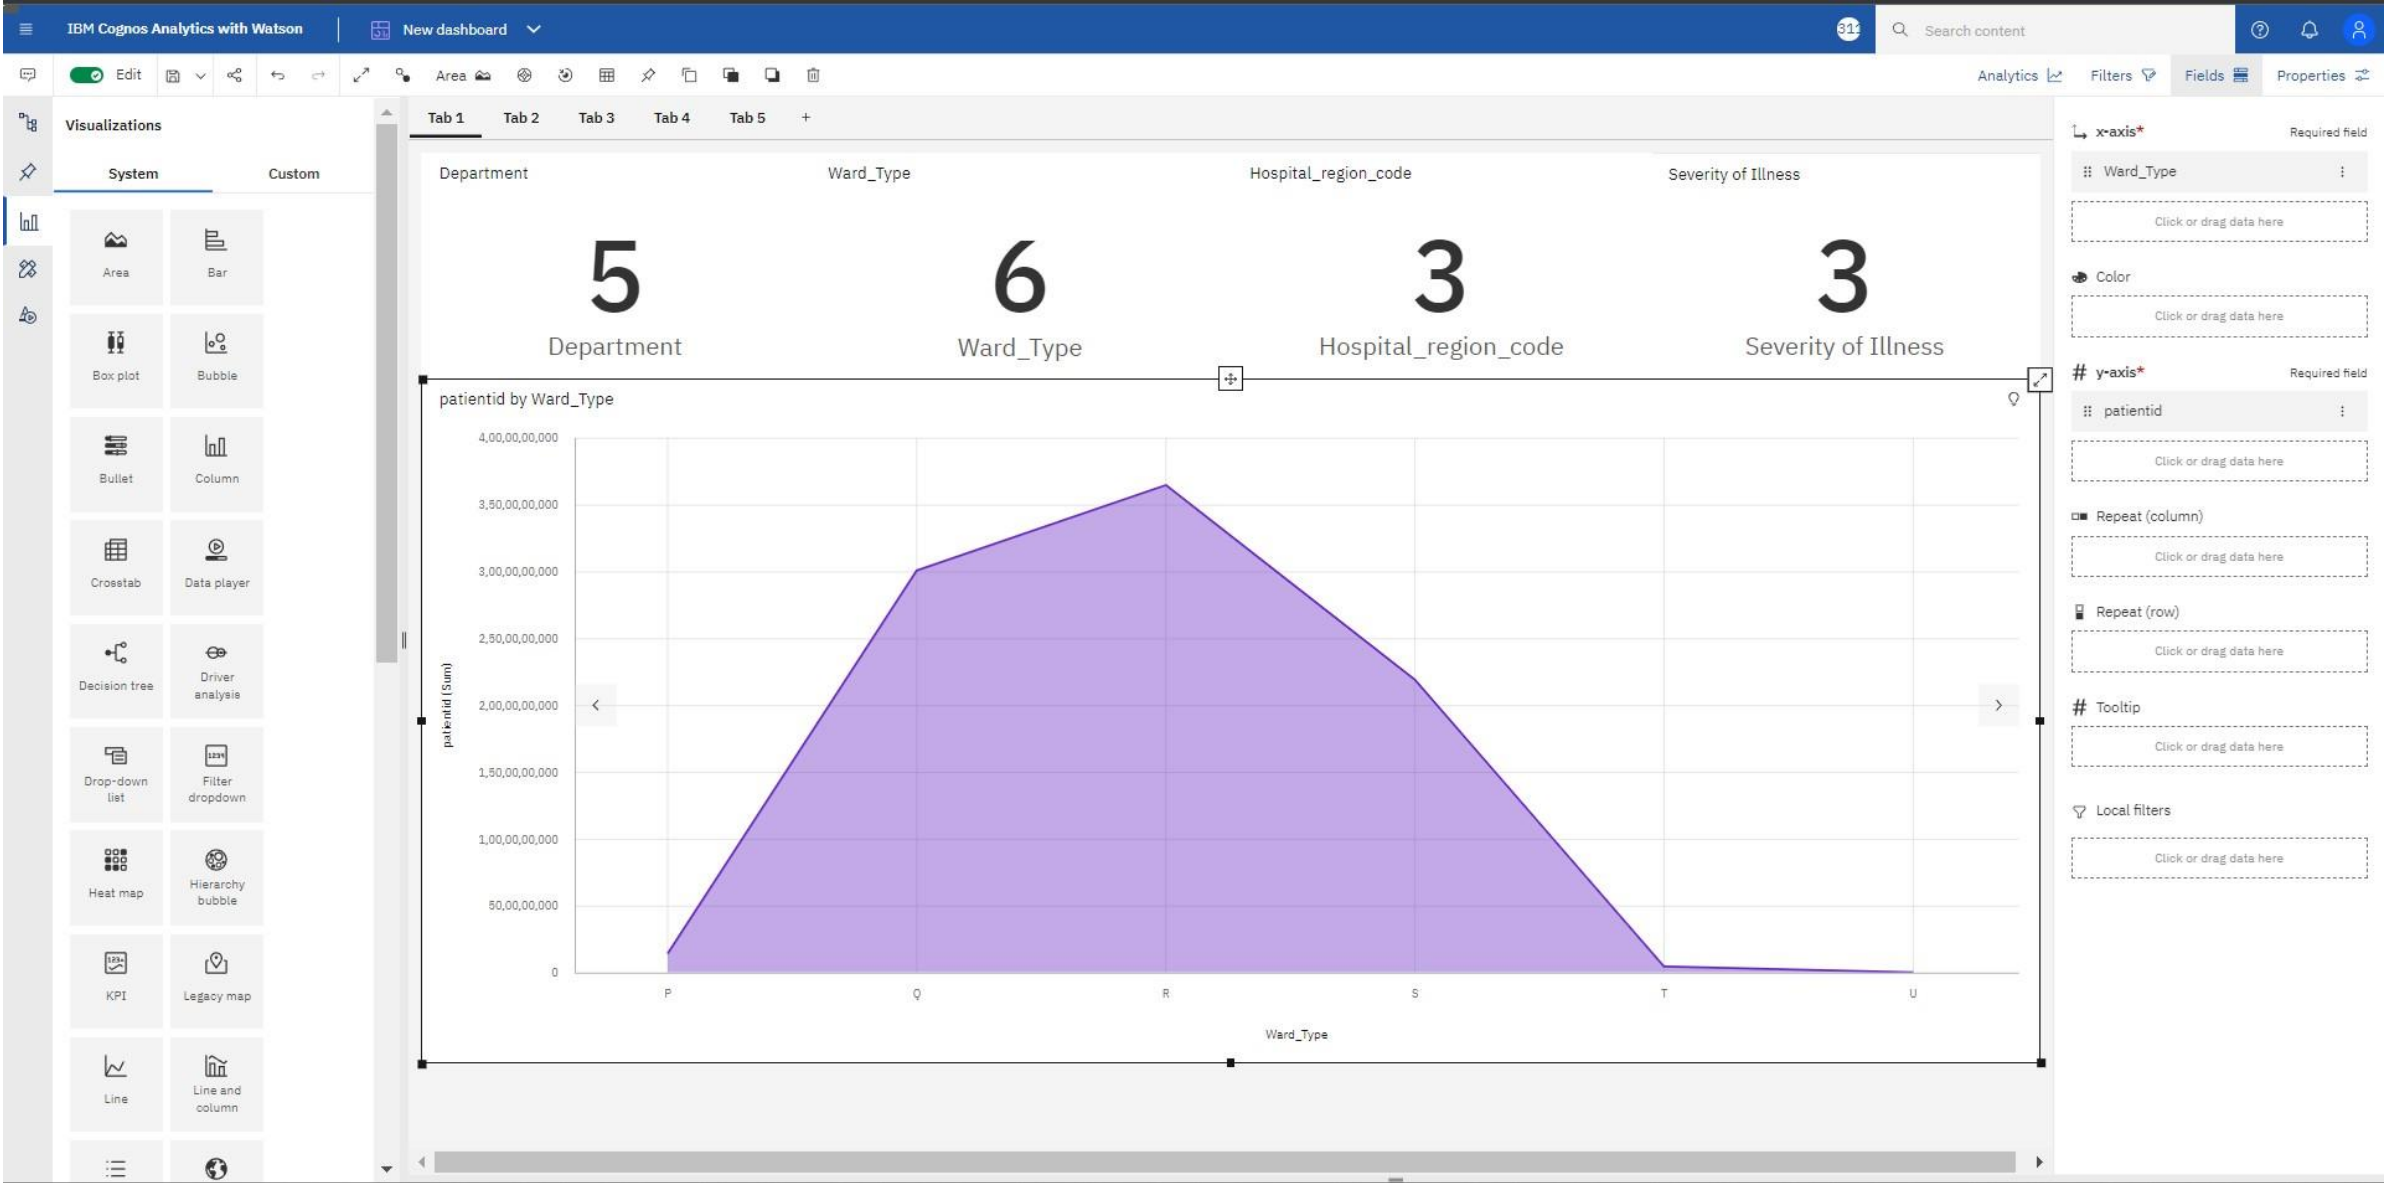 IBM Cognos Analytics with Watson
New dashboard
311
Search content
Edit
Area
Analytics
Filters
Fields
Properties
Visualizations
System
Custom
Area
Bar
Box plot
Bubble
Bullet
Column
Crosstab
Data player
Decision tree
Driver
analysis
Drop-down
list
Filter
dropdown
Heat map
Hierarchy
bubble
KPI
Legacy map
Line
Line and
column
Tab 1
Tab 2
Tab 3
Tab 4
Tab 5
+
Department
5
Department
Ward_Type
6
Ward_Type
Hospital_region_code
3
Hospital_region_code
Severity of Illness
3
Severity of Illness
patientid by Ward_Type
4,00,00,00,000
3,50,00,00,000
3,00,00,00,000
2,50,00,00,000
2,00,00,00,000
1,50,00,00,000
1,00,00,00,000
50,00,00,000
0
patientid (Sum)
P
Q
R
S
T
U
Ward_Type
x-axis*
Required field
Ward_Type
Click or drag data here
Color
Click or drag data here
# y-axis*
Required field
patientid
Click or drag data here
Repeat (column)
Click or drag data here
Repeat (row)
Click or drag data here
# Tooltip
Click or drag data here
Local filters
Click or drag data here